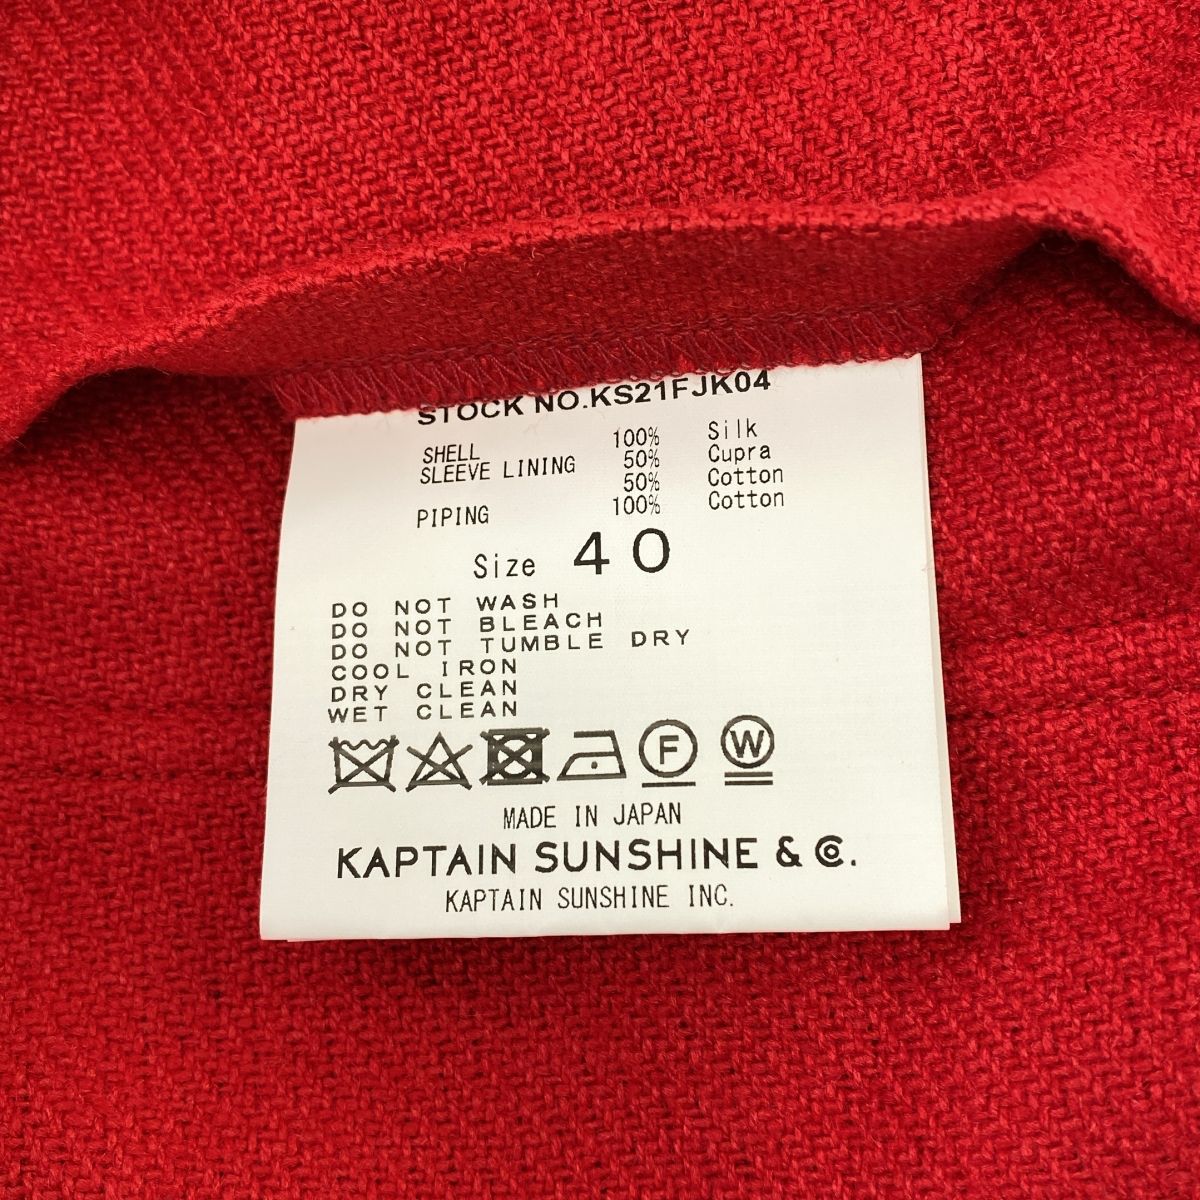 STOCK NO.KS21FJK04
SHELL 100% Silk
SLEEVE LINING 50% Cupra
50% Cotton
PIPING 100% Cotton
Size 40
DO NOT WASH
DO NOT BLEACH
DO NOT TUMBLE DRY
COOL IRON
DRY CLEAN
WET CLEAN
F W
MADE IN JAPAN
KAPTAIN SUNSHINE & Co.
KAPTAIN SUNSHINE INC.